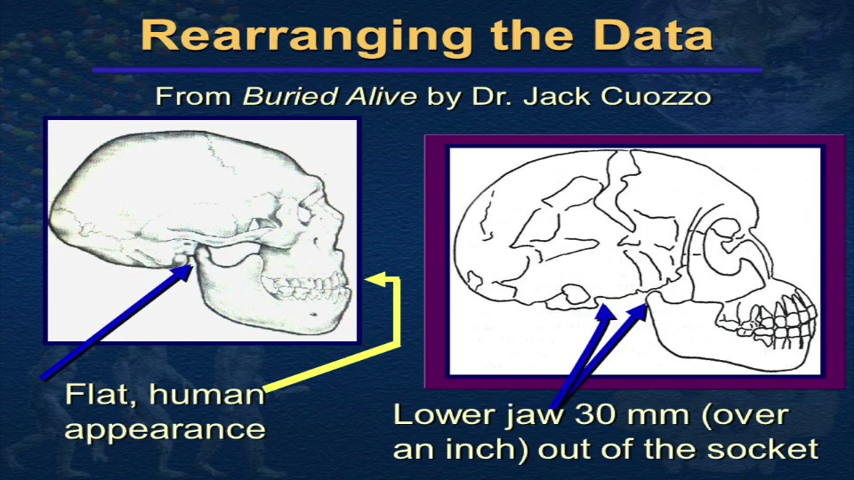 Rearranging the Data
From Buried Alive by Dr. Jack Cuozzo
Flat, human
appearance
Lower jaw 30 mm (over
an inch) out of the socket